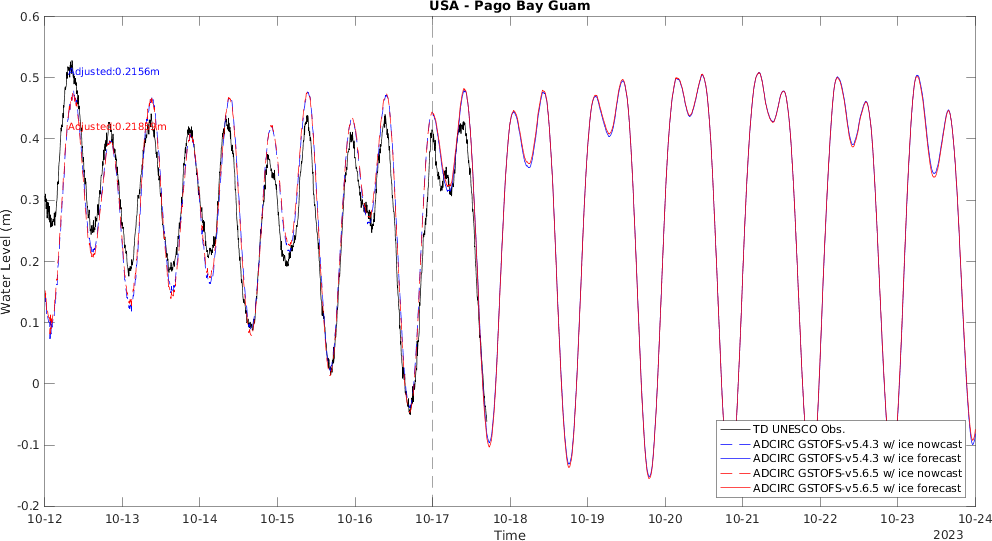 USA - Pago Bay Guam
0.6
0.5
0.4
0.3
0.2
0.1
0
-0.1
-0.2
Water Level (m)
Adjusted:0.2156m
TD UNESCO Obs.
ADCIRC GSTOFS-v5.4.3 w/ ice nowcast
ADCIRC GSTOFS-v5.4.3 w/ ice forecast
ADCIRC GSTOFS-v5.6.5 w/ ice nowcast
ADCIRC GSTOFS-v5.6.5 w/ ice forecast
10-12 10-13 10-14 10-15 10-16 10-17 10-18 10-19 10-20 10-21 10-22 10-23 10-24
Time
2023